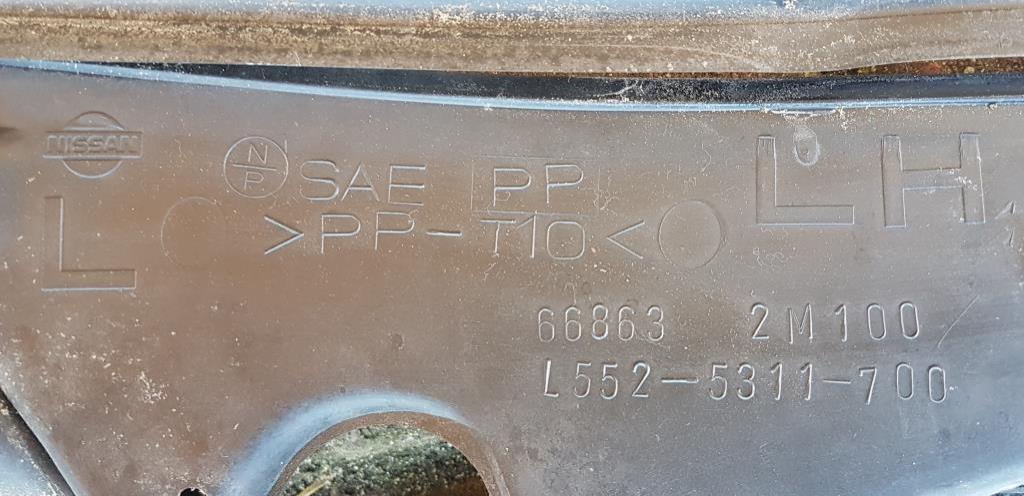 NISSAN
N/P SAE PP
L >PP-T10< LH
66863 2M100
L552-5311-700